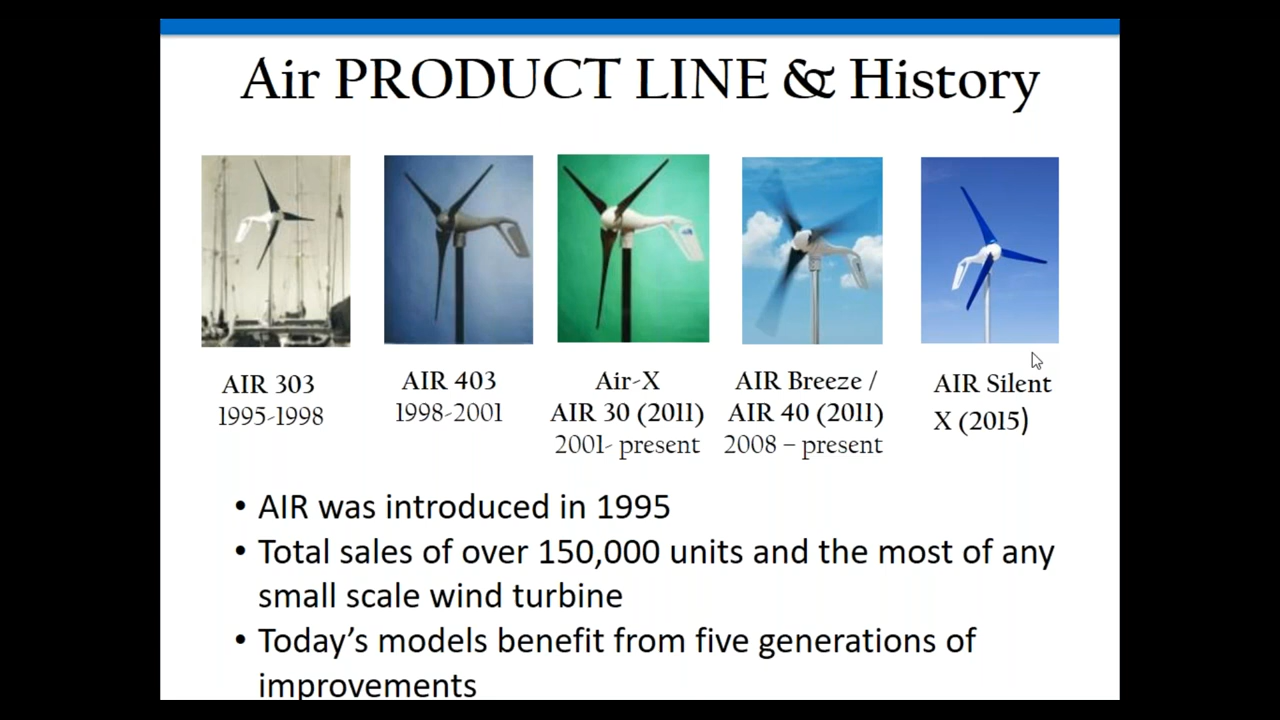 Air PRODUCT LINE & History
AIR 303
1995-1998
AIR 403
1998-2001
Air-X
AIR 30 (2011)
2001- present
AIR Breeze /
AIR 40 (2011)
2008 – present
AIR Silent
X (2015)
• AIR was introduced in 1995
• Total sales of over 150,000 units and the most of any
small scale wind turbine
• Today’s models benefit from five generations of
improvements